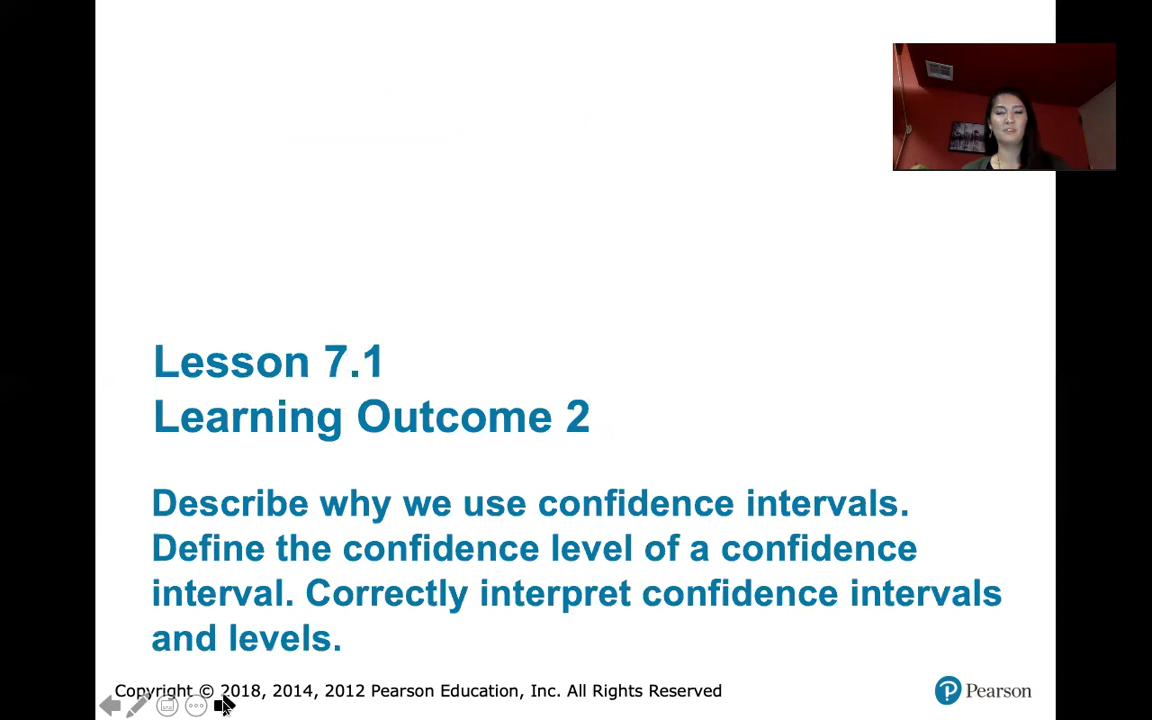 Lesson 7.1
Learning Outcome 2
Describe why we use confidence intervals.
Define the confidence level of a confidence
interval. Correctly interpret confidence intervals
and levels.
Copyright © 2018, 2014, 2012 Pearson Education, Inc. All Rights Reserved
P Pearson